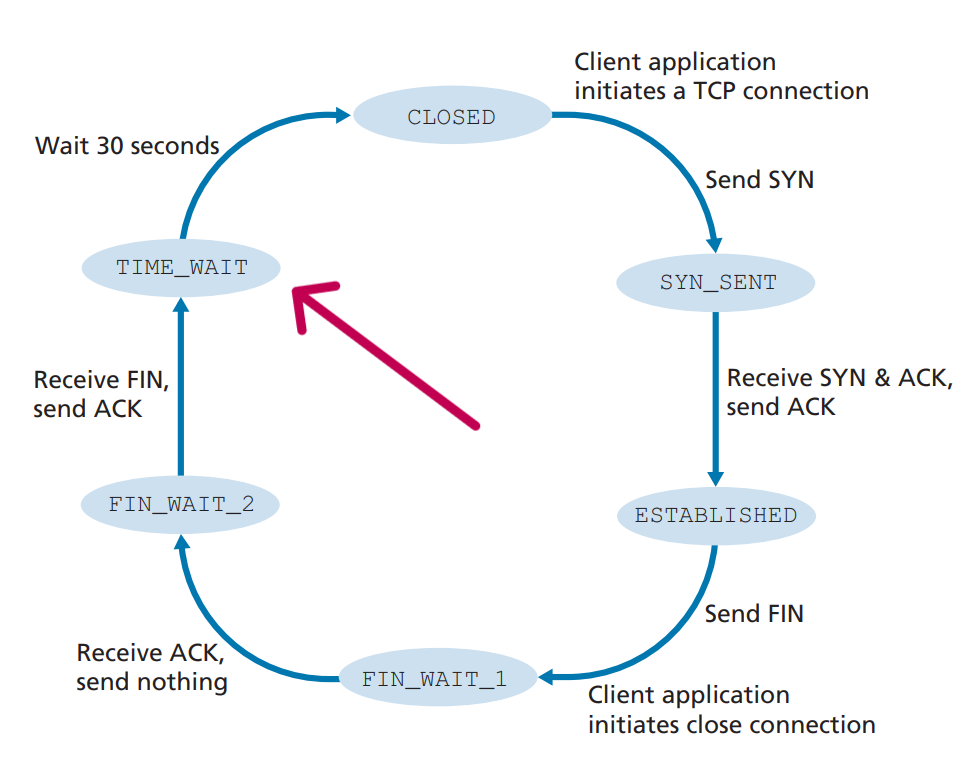 Client application
initiates a TCP connection
CLOSED
Wait 30 seconds
Send SYN
TIME_WAIT
SYN_SENT
Receive FIN,
send ACK
Receive SYN & ACK,
send ACK
FIN_WAIT_2
ESTABLISHED
Send FIN
Receive ACK,
send nothing
FIN_WAIT_1
Client application
initiates close connection